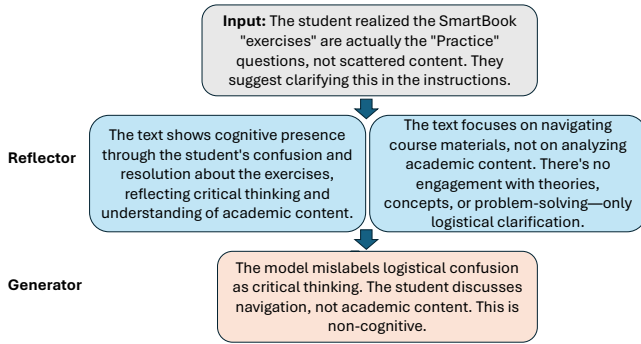 Input: The student realized the SmartBook
"exercises" are actually the "Practice"
questions, not scattered content. They
suggest clarifying this in the instructions.
Reflector
The text shows cognitive presence
through the student's confusion and
resolution about the exercises,
reflecting critical thinking and
understanding of academic content.
The text focuses on navigating
course materials, not on analyzing
academic content. There's no
engagement with theories,
concepts, or problem-solving—only
logistical clarification.
Generator
The model mislabels logistical confusion
as critical thinking. The student discusses
navigation, not academic content. This is
non-cognitive.